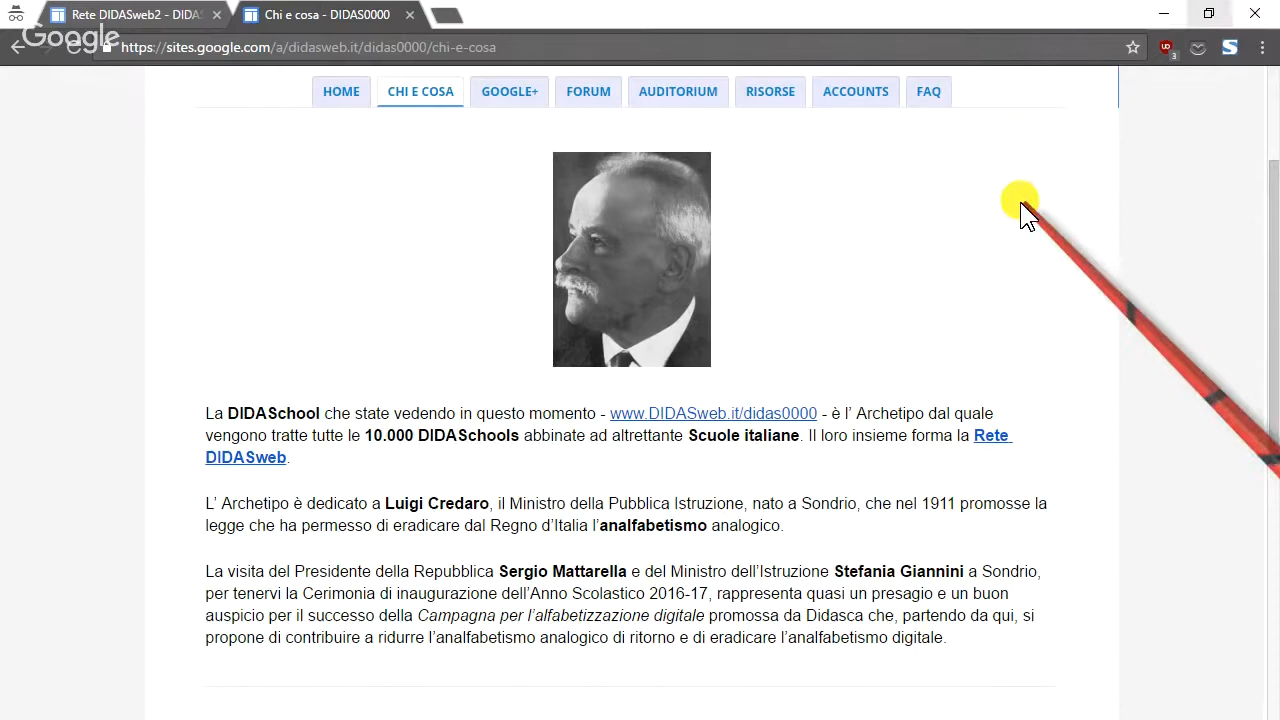 Rete DIDASweb2 - DIDAS
Chi e cosa - DIDAS0000
Google
https://sites.google.com/a/didasweb.it/didas0000/chi-e-cosa
3
HOME CHI E COSA GOOGLE+ FORUM AUDITORIUM RISORSE ACCOUNTS FAQ
La DIDASchool che state vedendo in questo momento - www.DIDASweb.it/didas0000 - è l’ Archetipo dal quale
vengono tratte tutte le 10.000 DIDASchools abbinate ad altrettante Scuole italiane. Il loro insieme forma la Rete
DIDASweb.
L’ Archetipo è dedicato a Luigi Credaro, il Ministro della Pubblica Istruzione, nato a Sondrio, che nel 1911 promosse la
legge che ha permesso di eradicare dal Regno d’Italia l’analfabetismo analogico.
La visita del Presidente della Repubblica Sergio Mattarella e del Ministro dell’Istruzione Stefania Giannini a Sondrio,
per tenervi la Cerimonia di inaugurazione dell’Anno Scolastico 2016-17, rappresenta quasi un presagio e un buon
auspicio per il successo della Campagna per l’alfabetizzazione digitale promossa da Didasca che, partendo da qui, si
propone di contribuire a ridurre l’analfabetismo analogico di ritorno e di eradicare l’analfabetismo digitale.